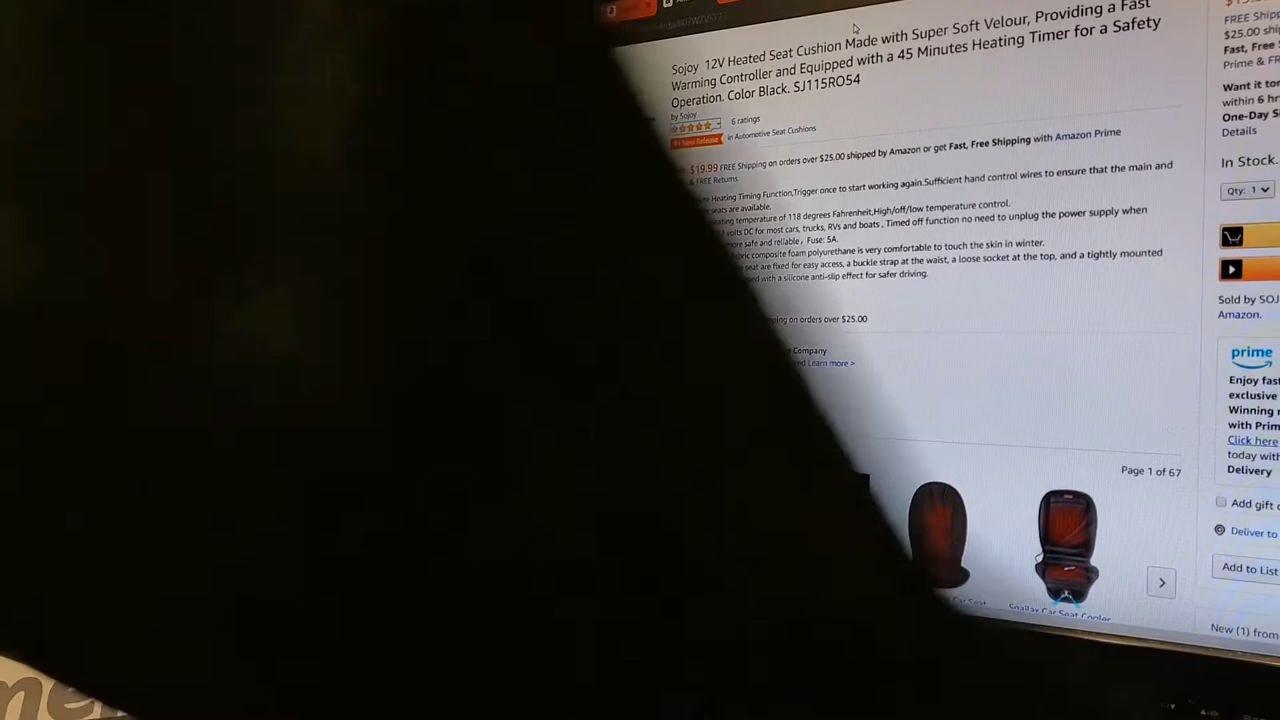 Sojoy 12V Heated Seat Cushion Made with Super Soft Velour, Providing a Fast
Warming Controller and Equipped with a 45 Minutes Heating Timer for a Safety
Operation. Color Black. SJ115RO54
by Sojoy
6 ratings
#1 New Release in Automotive Seat Cushions
$19.99 FREE Shipping on orders over $25.00 shipped by Amazon or get Fast, Free Shipping with Amazon Prime
& FREE Returns
Heating Timing Function,Trigger once to start working again.Sufficient hand control wires to ensure that the main and
seats are available.
temperature of 118 degrees Fahrenheit,High/off/low temperature control.
volts DC for most cars, trucks, RVs and boats , Timed off function no need to unplug the power supply when
more safe and reliable , Fuse: 5A.
composite foam polyurethane is very comfortable to touch the skin in winter.
seat are fixed for easy access, a buckle strap at the waist, a loose socket at the top, and a tightly mounted
with a silicone anti-slip effect for safer driving.
on orders over $25.00
Company
Learn more >
Page 1 of 67
Car Seat
Snailax Car Seat Cooler
FREE Shipp
$25.00 ship
Fast, Free
Prime & FR
Want it tor
within 6 hr
One-Day S
Details
In Stock.
Qty: 1
Sold by SOJ
Amazon.
prime
Enjoy fast
exclusive
Winning
with Prim
Click here
today with
Delivery
Add gift
Deliver to
Add to List
New (1) from
me